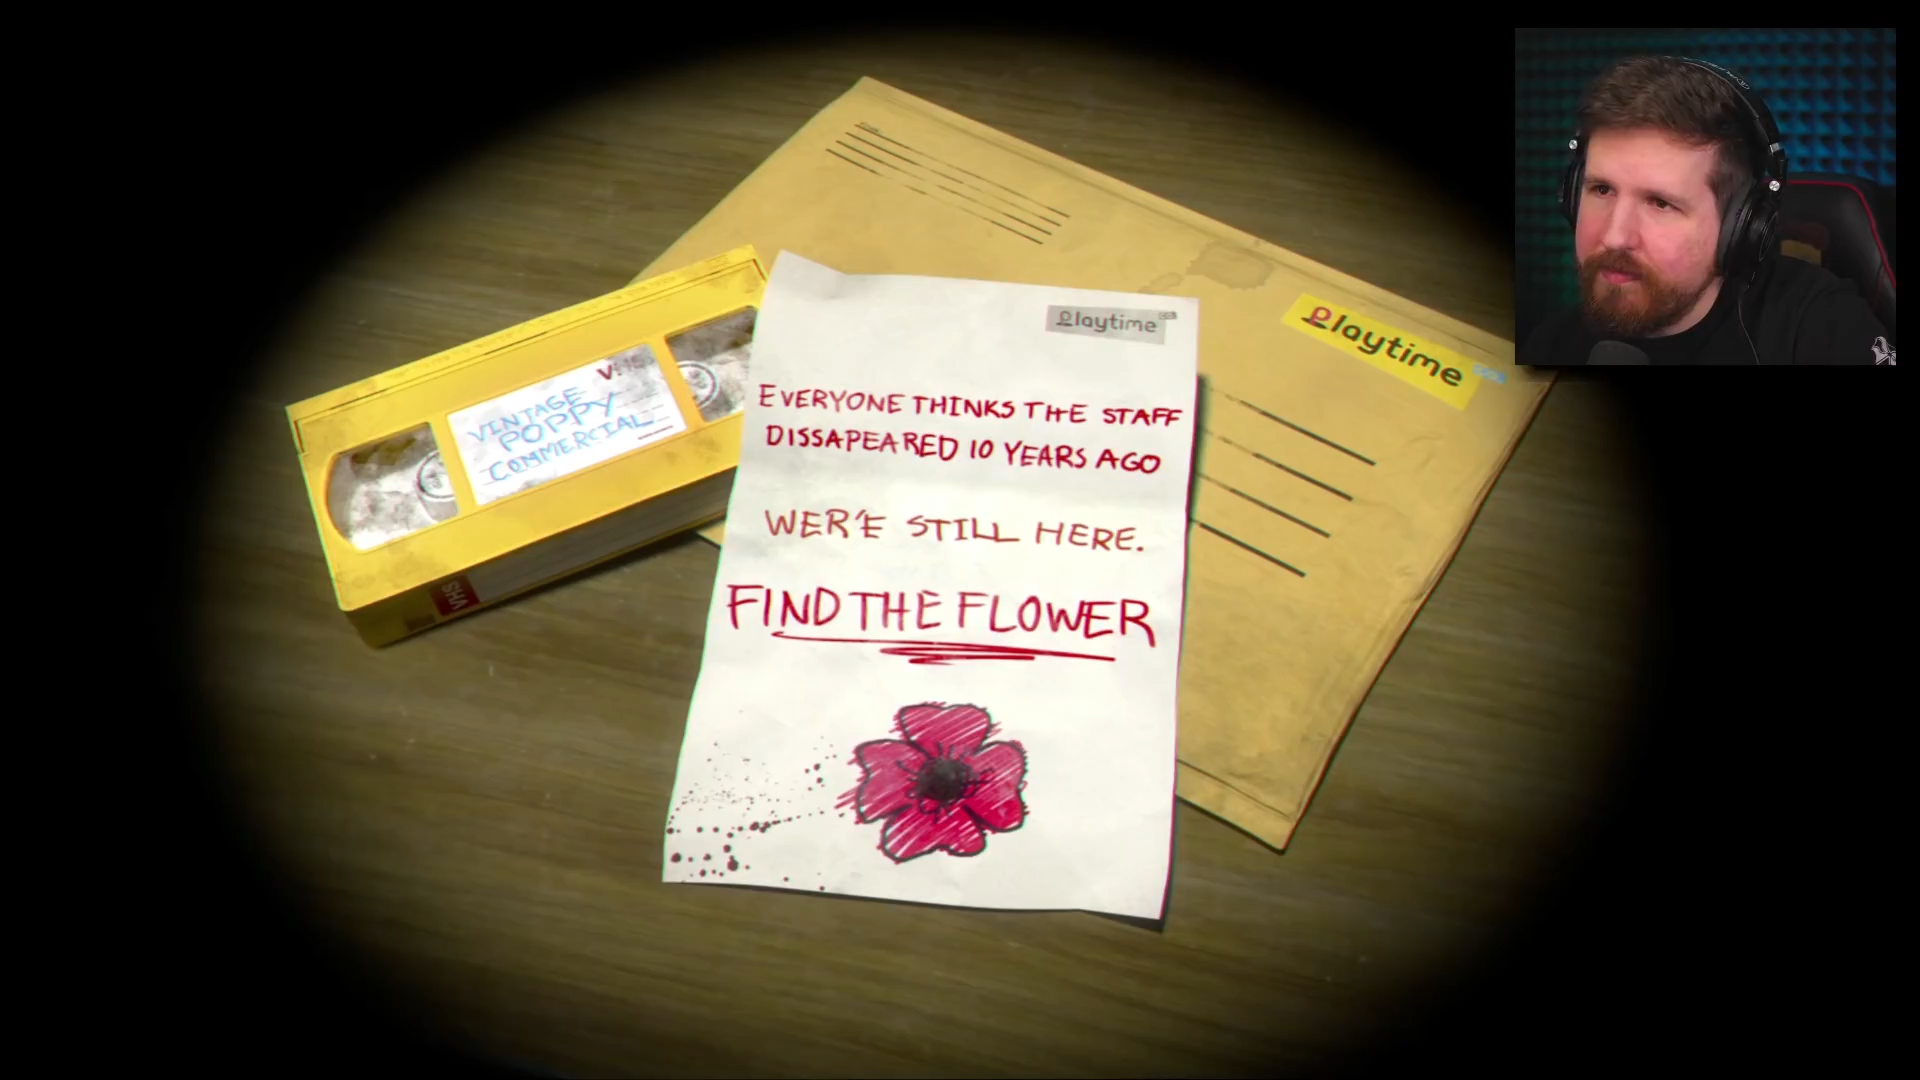 Playtime
CO.
VINTAGE
POPPY
COMMERCIAL
VHS
Playtime
EVERYONE THINKS THE STAFF
DISSAPEARED 10 YEARS AGO
WER'E STILL HERE.
FIND THE FLOWER